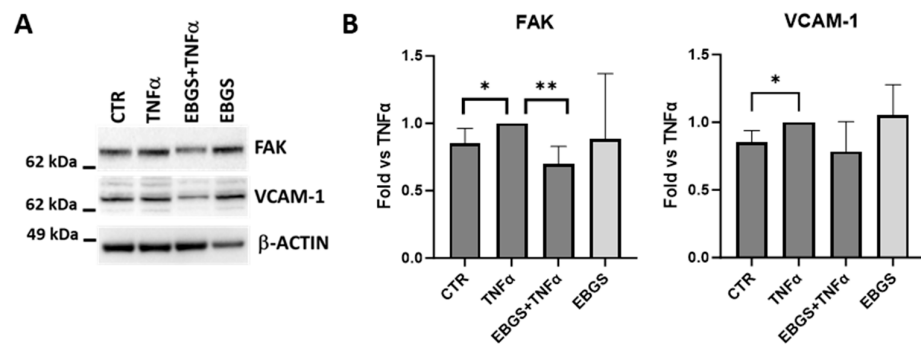 A
CTR
TNFα
EBGS+TNFα
EBGS
62 kDa
FAK
62 kDa
VCAM-1
49 kDa
β-ACTIN
B
FAK
Fold vs TNFα
1.5
1.0
0.5
0.0
*
**
CTR
TNFα
EBGS+TNFα
EBGS
VCAM-1
Fold vs TNFα
1.5
1.0
0.5
0.0
*
CTR
TNFα
EBGS+TNFα
EBGS